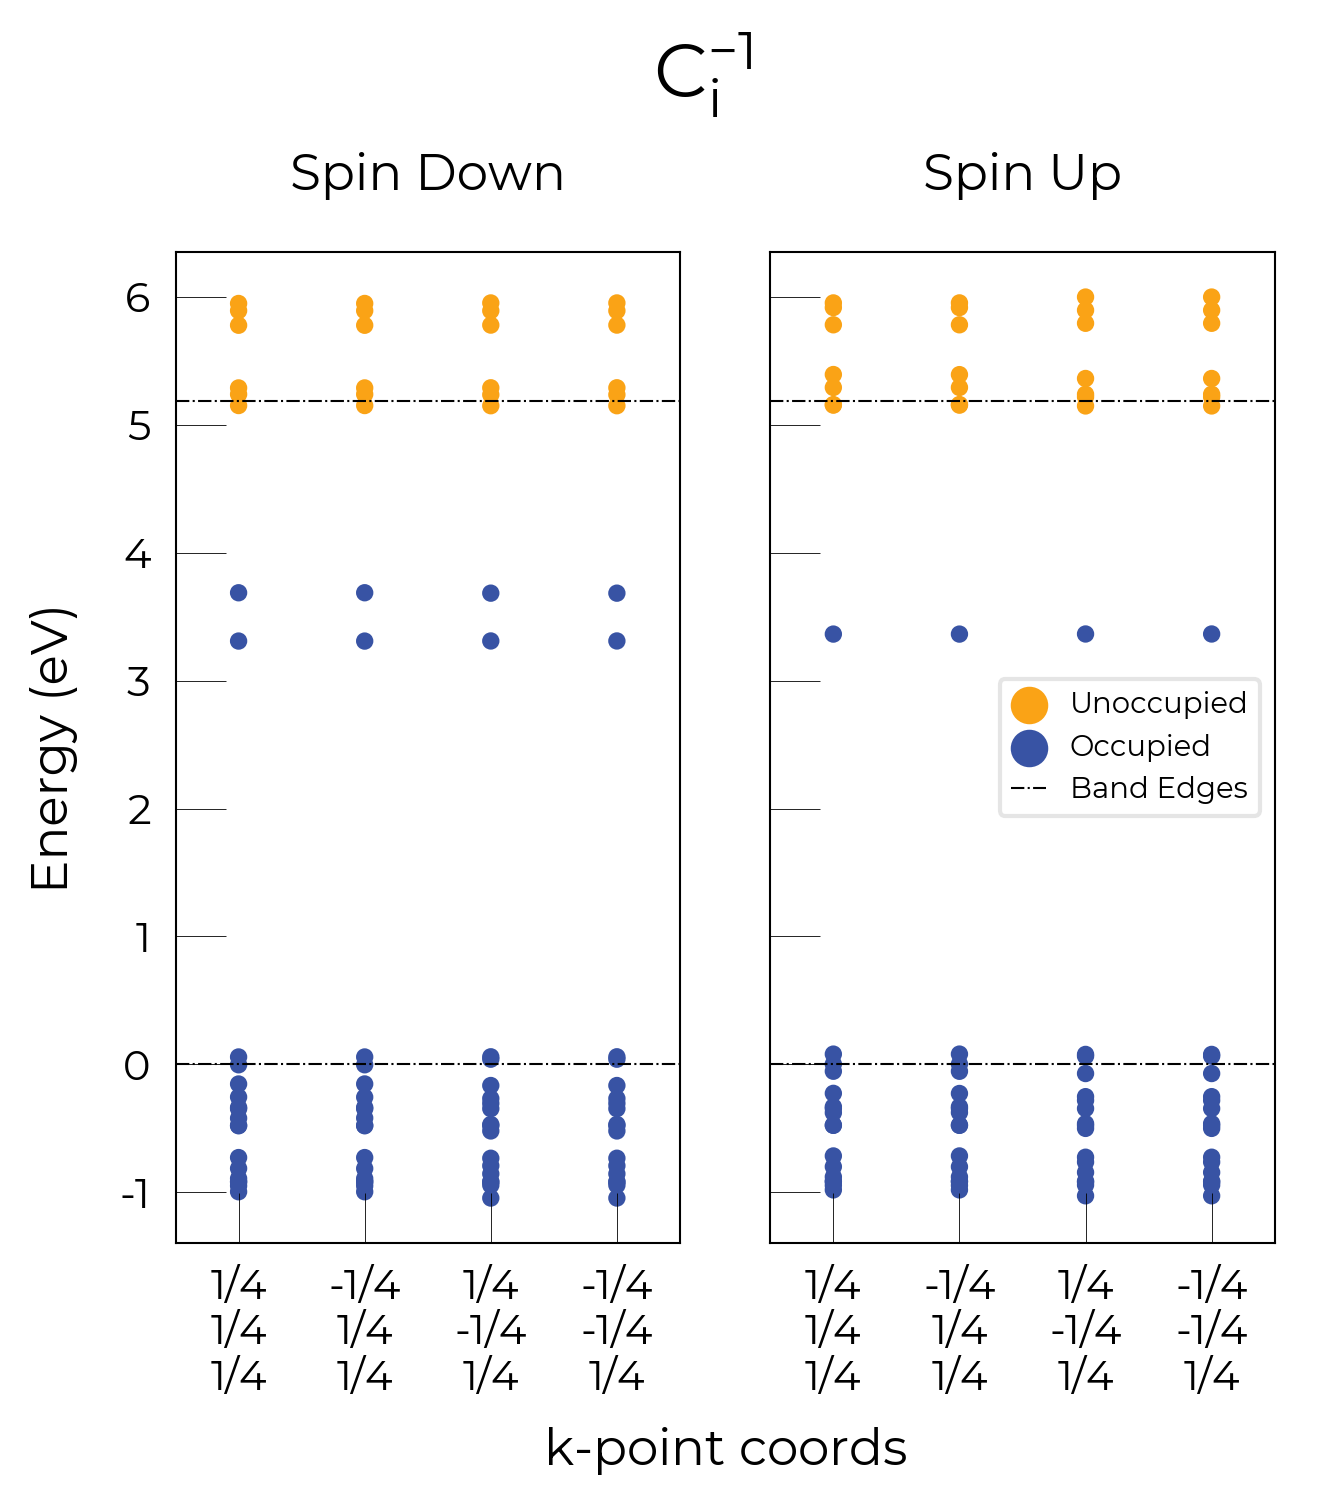 C_i^{-1}
Spin Down
Spin Up
Energy (eV)
6
5
4
3
2
1
0
-1
Unoccupied
Occupied
Band Edges
1/4 -1/4 1/4 -1/4 1/4 -1/4 1/4 -1/4
1/4 1/4 -1/4 -1/4 1/4 1/4 -1/4 -1/4
1/4 1/4 1/4 1/4 1/4 1/4 1/4 1/4
k-point coords